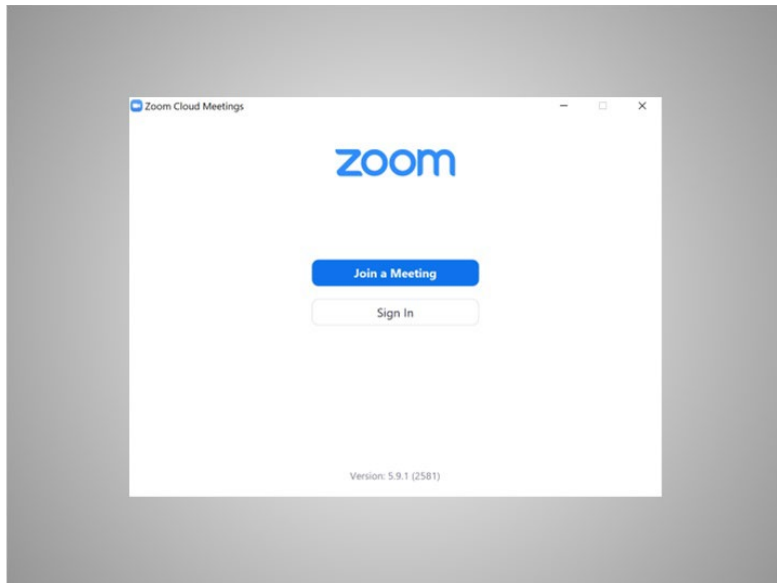 Zoom Cloud Meetings
zoom
Join a Meeting
Sign In
Version: 5.9.1 (2581)